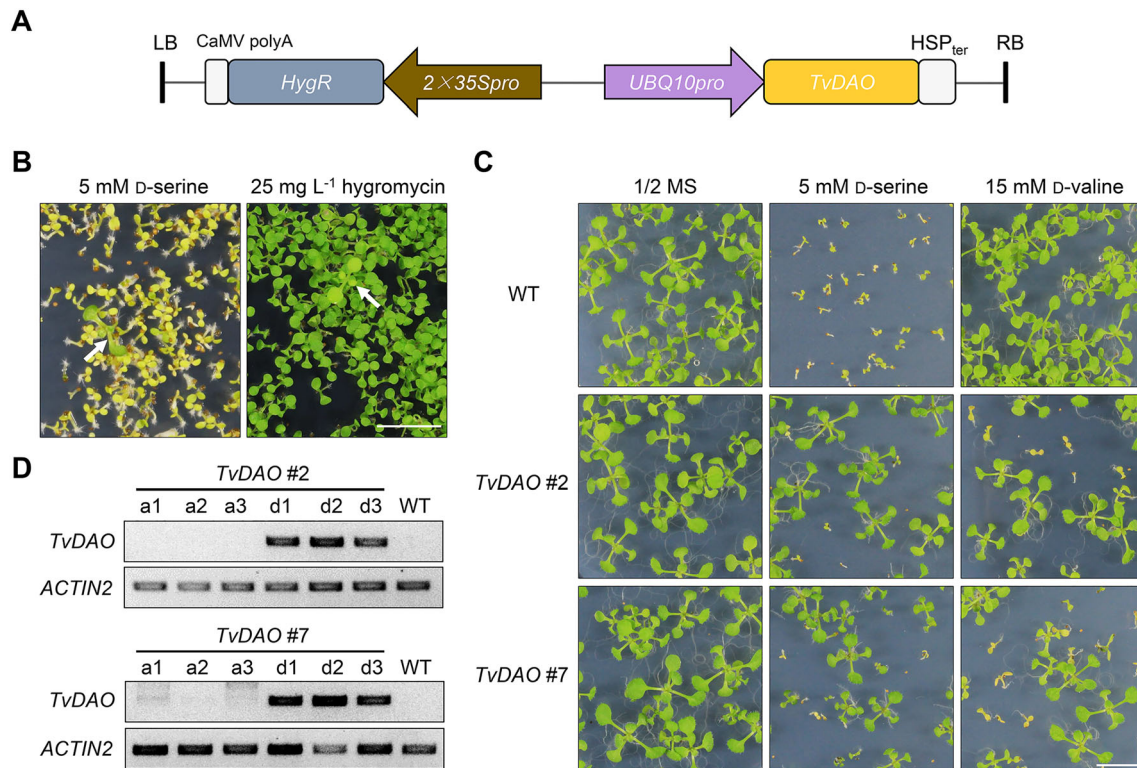 A
LB
CaMV polyA
HSPter
RB
HygR
2×35Spro
UBQ10pro
TvDAO
B
5 mM D-serine
25 mg L-1 hygromycin
C
1/2 MS
5 mM D-serine
15 mM D-valine
WT
TvDAO #2
TvDAO #7
D
TvDAO #2
a1 a2 a3 d1 d2 d3 WT
TvDAO
ACTIN2
TvDAO #7
a1 a2 a3 d1 d2 d3 WT
TvDAO
ACTIN2